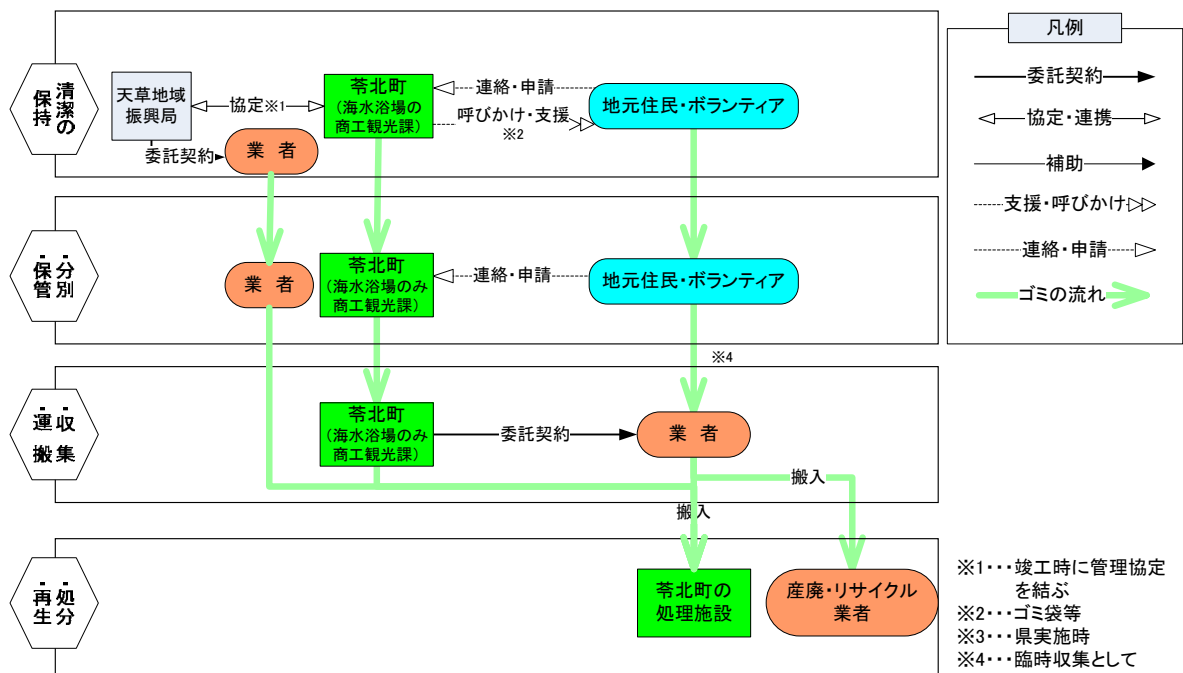 清潔の
保持
天草地域
振興局
協定※1
苓北町
(海水浴場の
商工観光課)
連絡・申請
呼びかけ・支援
※2
地元住民・ボランティア
委託契約
業 者
分別・
保管・
業 者
苓北町
(海水浴場のみ
商工観光課)
連絡・申請
地元住民・ボランティア
※4
収集・
運搬・
苓北町
(海水浴場のみ
商工観光課)
委託契約
業 者
搬入
搬入
処分・
再生・
苓北町の
処理施設
産廃・リサイクル
業者
凡例
委託契約
協定・連携
補助
支援・呼びかけ
連絡・申請
ゴミの流れ
※1・・・竣工時に管理協定
を結ぶ
※2・・・ゴミ袋等
※3・・・県実施時
※4・・・臨時収集として